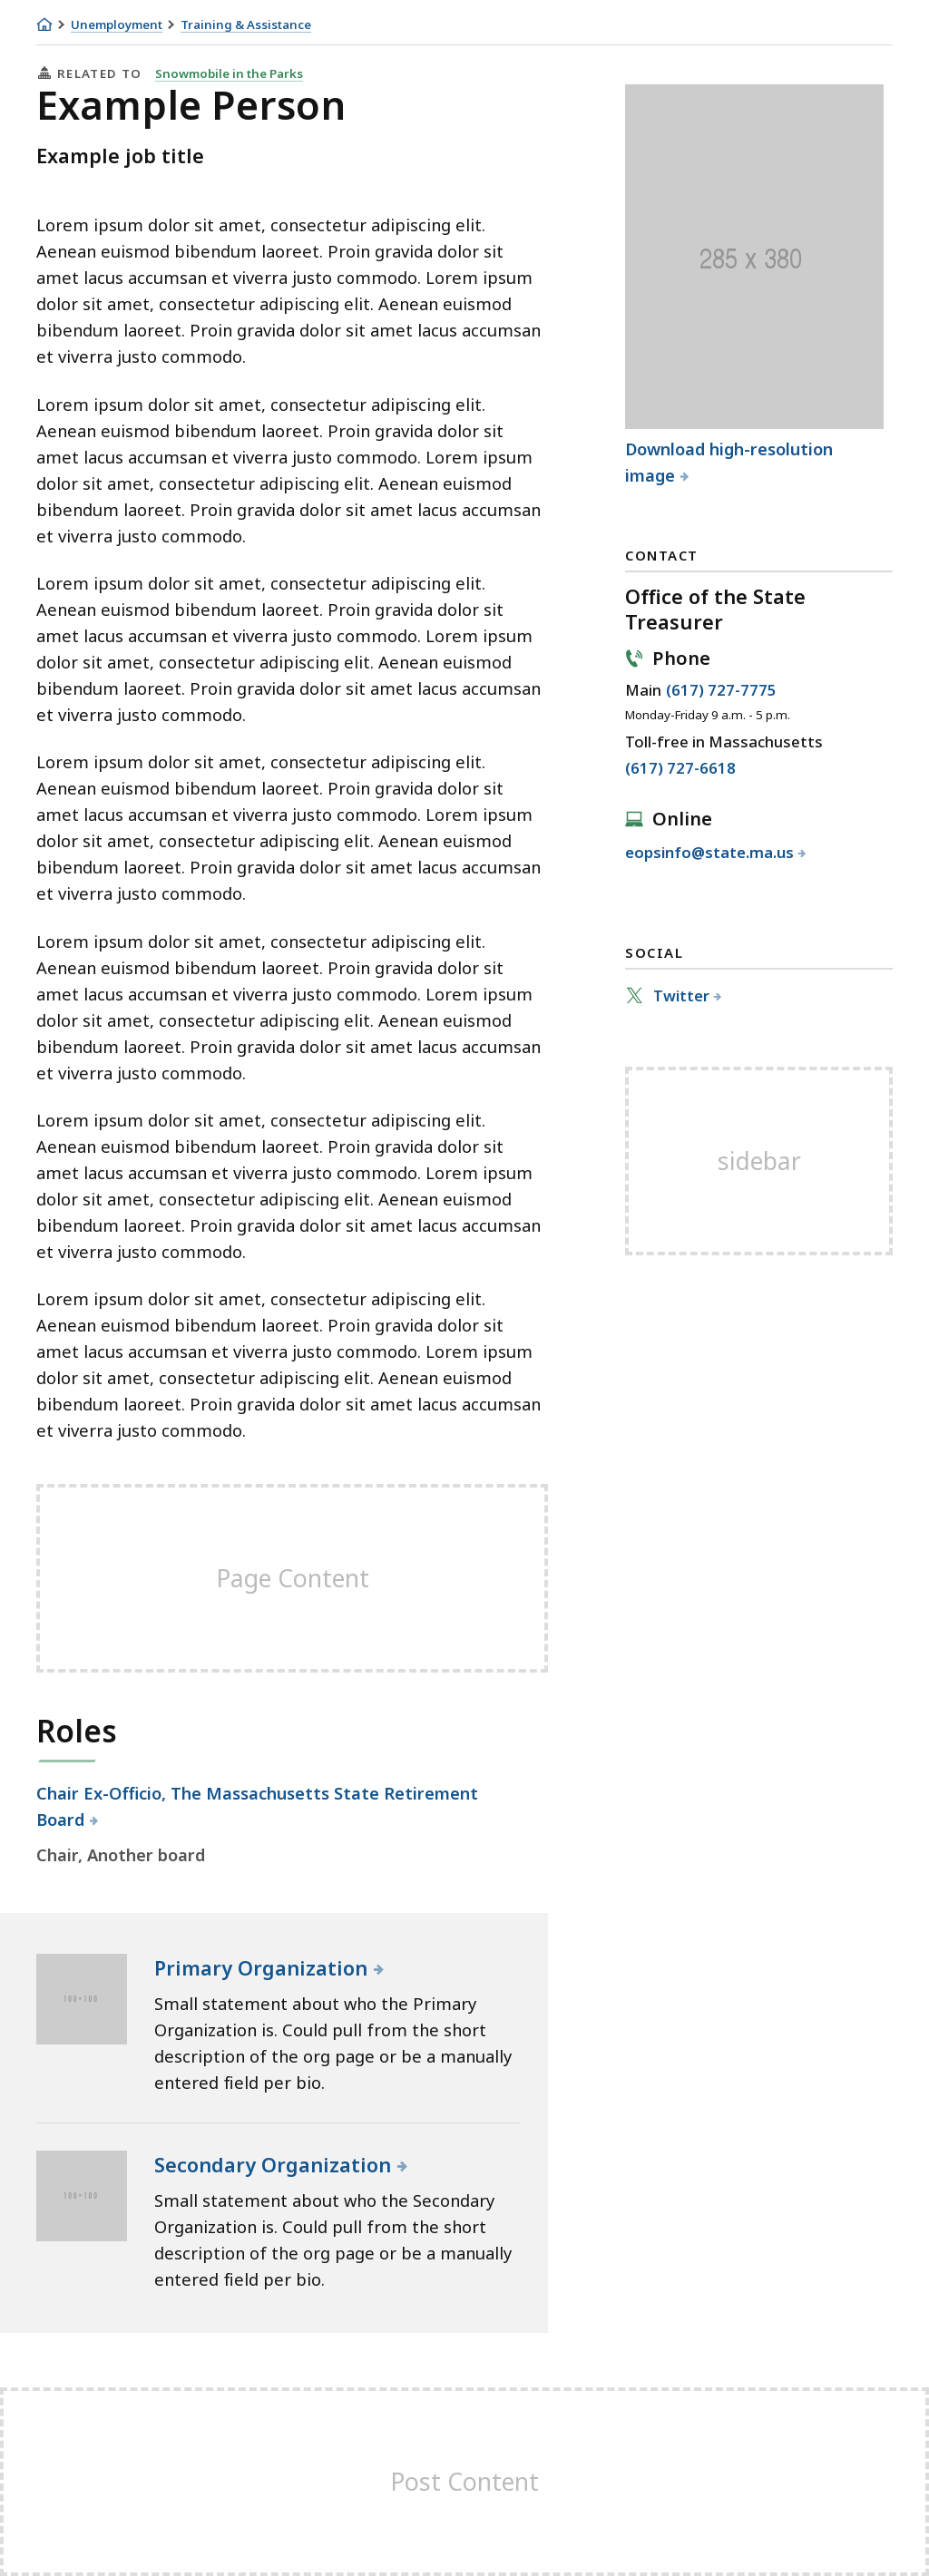 Unemployment Training & Assistance
RELATED TO Snowmobile in the Parks
Example Person
Example job title
Lorem ipsum dolor sit amet, consectetur adipiscing elit.
Aenean euismod bibendum laoreet. Proin gravida dolor sit
amet lacus accumsan et viverra justo commodo. Lorem ipsum
dolor sit amet, consectetur adipiscing elit. Aenean euismod
bibendum laoreet. Proin gravida dolor sit amet lacus accumsan
et viverra justo commodo.
Lorem ipsum dolor sit amet, consectetur adipiscing elit.
Aenean euismod bibendum laoreet. Proin gravida dolor sit
amet lacus accumsan et viverra justo commodo. Lorem ipsum
dolor sit amet, consectetur adipiscing elit. Aenean euismod
bibendum laoreet. Proin gravida dolor sit amet lacus accumsan
et viverra justo commodo.
Lorem ipsum dolor sit amet, consectetur adipiscing elit.
Aenean euismod bibendum laoreet. Proin gravida dolor sit
amet lacus accumsan et viverra justo commodo. Lorem ipsum
dolor sit amet, consectetur adipiscing elit. Aenean euismod
bibendum laoreet. Proin gravida dolor sit amet lacus accumsan
et viverra justo commodo.
Lorem ipsum dolor sit amet, consectetur adipiscing elit.
Aenean euismod bibendum laoreet. Proin gravida dolor sit
amet lacus accumsan et viverra justo commodo. Lorem ipsum
dolor sit amet, consectetur adipiscing elit. Aenean euismod
bibendum laoreet. Proin gravida dolor sit amet lacus accumsan
et viverra justo commodo.
Lorem ipsum dolor sit amet, consectetur adipiscing elit.
Aenean euismod bibendum laoreet. Proin gravida dolor sit
amet lacus accumsan et viverra justo commodo. Lorem ipsum
dolor sit amet, consectetur adipiscing elit. Aenean euismod
bibendum laoreet. Proin gravida dolor sit amet lacus accumsan
et viverra justo commodo.
Lorem ipsum dolor sit amet, consectetur adipiscing elit.
Aenean euismod bibendum laoreet. Proin gravida dolor sit
amet lacus accumsan et viverra justo commodo. Lorem ipsum
dolor sit amet, consectetur adipiscing elit. Aenean euismod
bibendum laoreet. Proin gravida dolor sit amet lacus accumsan
et viverra justo commodo.
Lorem ipsum dolor sit amet, consectetur adipiscing elit.
Aenean euismod bibendum laoreet. Proin gravida dolor sit
amet lacus accumsan et viverra justo commodo. Lorem ipsum
dolor sit amet, consectetur adipiscing elit. Aenean euismod
bibendum laoreet. Proin gravida dolor sit amet lacus accumsan
et viverra justo commodo.
Page Content
Roles
Chair Ex-Officio, The Massachusetts State Retirement
Board
Chair, Another board
100×100
Primary Organization
Small statement about who the Primary
Organization is. Could pull from the short
description of the org page or be a manually
entered field per bio.
100×100
Secondary Organization
Small statement about who the Secondary
Organization is. Could pull from the short
description of the org page or be a manually
entered field per bio.
285 x 380
Download high-resolution
image
CONTACT
Office of the State
Treasurer
Phone
Main (617) 727-7775
Monday-Friday 9 a.m. - 5 p.m.
Toll-free in Massachusetts
(617) 727-6618
Online
eopsinfo@state.ma.us
SOCIAL
Twitter
sidebar
Post Content